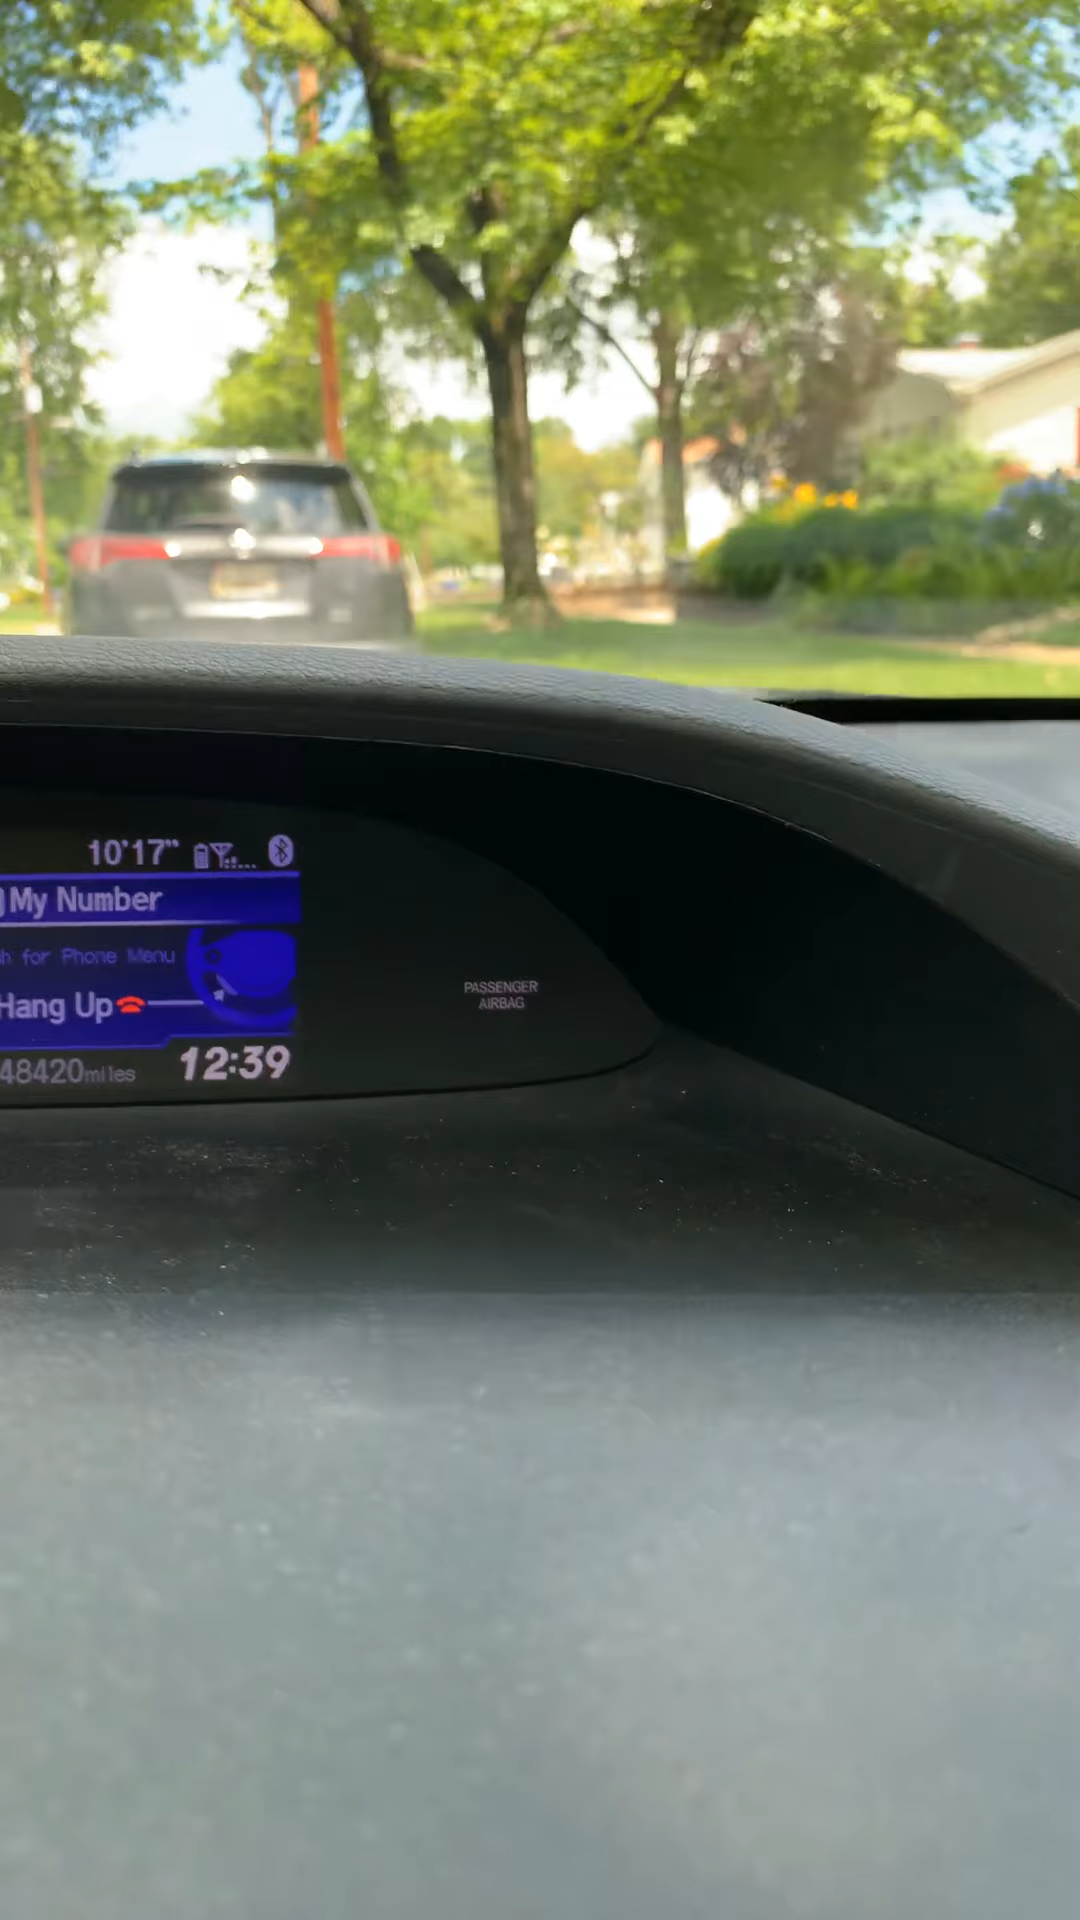 10'17"
My Number
h for Phone Menu
Hang Up
48420miles
12:39
PASSENGER
AIRBAG